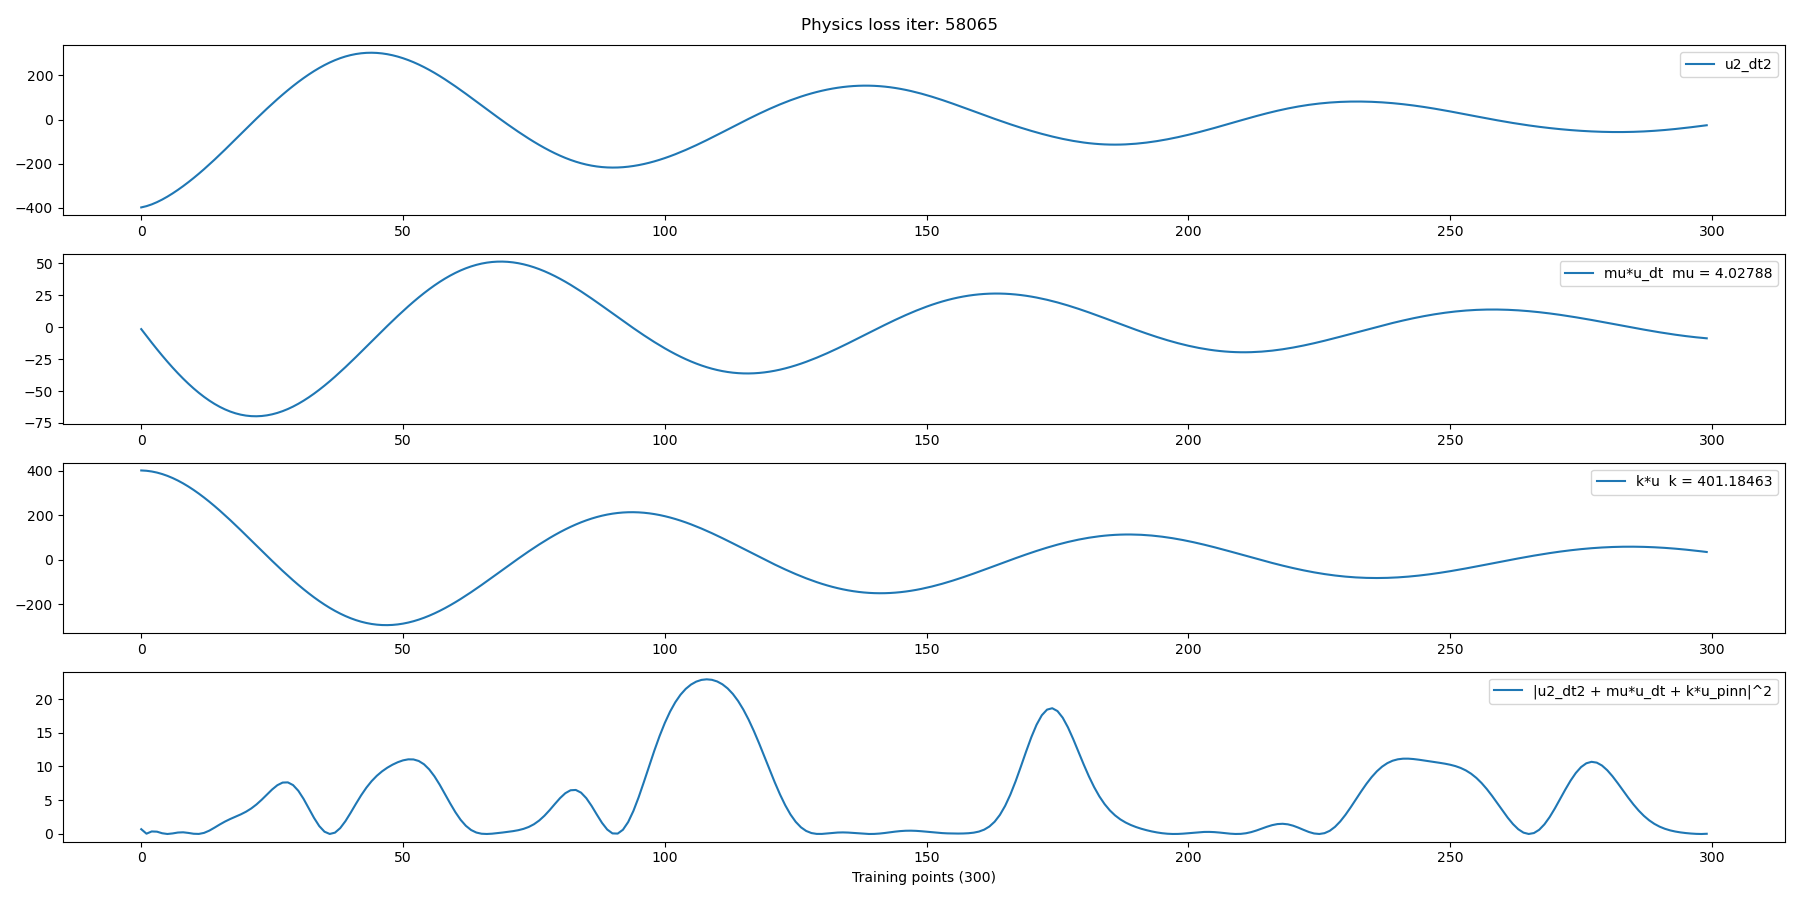 Physics loss iter: 58065
u2_dt2
200
0
−200
−400
0 50 100 150 200 250 300
mu*u_dt mu = 4.02788
50
25
0
−25
−50
−75
0 50 100 150 200 250 300
k*u k = 401.18463
400
200
0
−200
0 50 100 150 200 250 300
|u2_dt2 + mu*u_dt + k*u_pinn|^2
20
15
10
5
0
0 50 100 150 200 250 300
Training points (300)